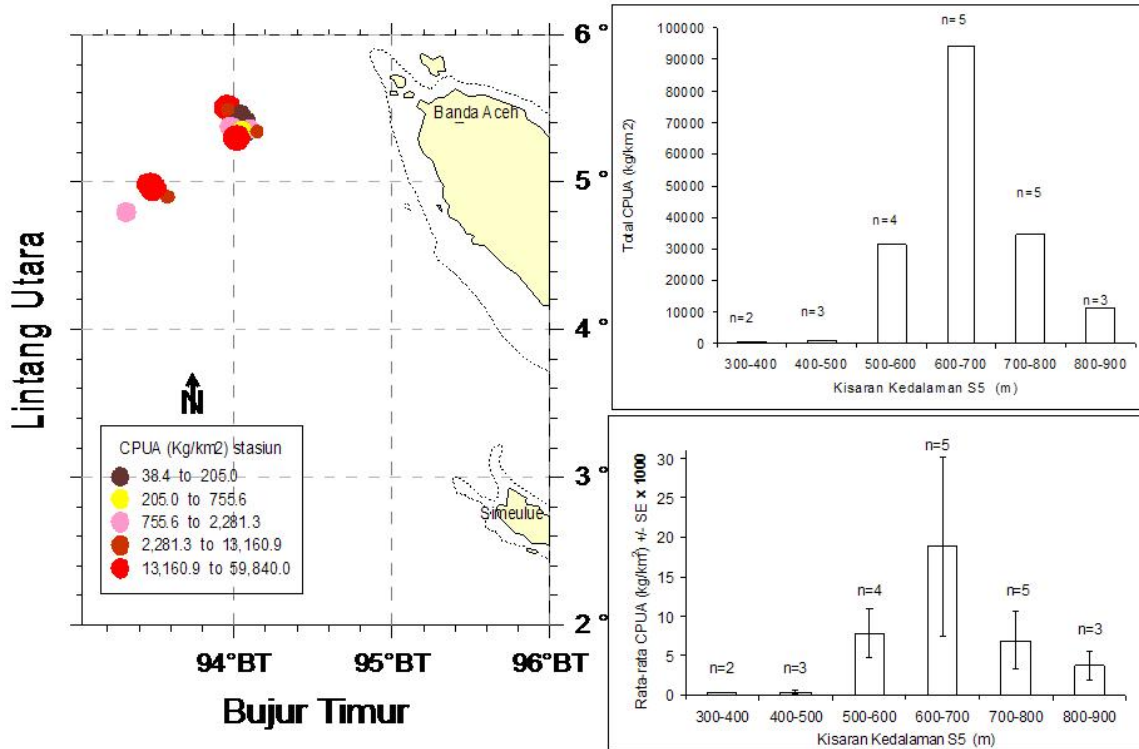 6°
5°
4°
3°
2°
Lintang Utara
Banda Aceh
Simeulue
N
CPUA (Kg/km2) stasiun
38.4 to 205.0
205.0 to 755.6
755.6 to 2,281.3
2,281.3 to 13,160.9
13,160.9 to 59,840.0
94°BT 95°BT 96°BT
Bujur Timur
Total CPUA (kg/km2)
100000
90000
80000
70000
60000
50000
40000
30000
20000
10000
0
n=2 n=3 n=4 n=5 n=5 n=3
300-400 400-500 500-600 600-700 700-800 800-900
Kisaran Kedalaman S5 (m)
Rata-rata CPUA (kg/km²) +/- SE x 1000
30
25
20
15
10
5
0
n=2 n=3 n=4 n=5 n=5 n=3
300-400 400-500 500-600 600-700 700-800 800-900
Kisaran Kedalaman S5 (m)